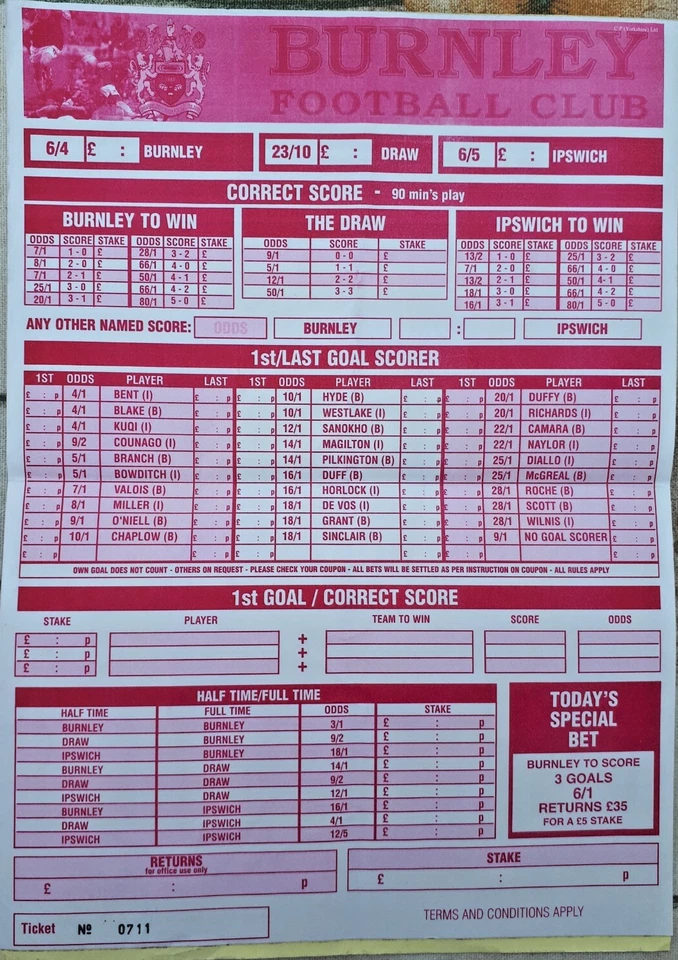 C.P (Yorkshire) Ltd
BURNLEY
FOOTBALL CLUB
6/4 £ : BURNLEY 23/10 £ : DRAW 6/5 £ : IPSWICH
CORRECT SCORE - 90 min's play
BURNLEY TO WIN THE DRAW IPSWICH TO WIN
ODDS SCORE STAKE ODDS SCORE STAKE ODDS SCORE STAKE ODDS SCORE STAKE ODDS SCORE STAKE
7/1 1 - 0 £ 28/1 3 - 2 £ 9/1 0 - 0 £ 13/2 1 - 0 £ 25/1 3 - 2 £
8/1 2 - 0 £ 66/1 4 - 0 £ 5/1 1 - 1 £ 7/1 2 - 0 £ 66/1 4 - 0 £
7/1 2 - 1 £ 50/1 4 - 1 £ 12/1 2 - 2 £ 13/2 2 - 1 £ 50/1 4 - 1 £
25/1 3 - 0 £ 66/1 4 - 2 £ 50/1 3 - 3 £ 18/1 3 - 0 £ 66/1 4 - 2 £
20/1 3 - 1 £ 80/1 5 - 0 £ 16/1 3 - 1 £ 80/1 5 - 0 £
ANY OTHER NAMED SCORE: ODDS BURNLEY : IPSWICH
1st/LAST GOAL SCORER
1ST ODDS PLAYER LAST 1ST ODDS PLAYER LAST 1ST ODDS PLAYER LAST
£ : p 4/1 BENT (I) £ : p £ : p 10/1 HYDE (B) £ : p £ : p 20/1 DUFFY (B) £ : p
£ : p 4/1 BLAKE (B) £ : p £ : p 10/1 WESTLAKE (I) £ : p £ : p 20/1 RICHARDS (I) £ : p
£ : p 4/1 KUQI (I) £ : p £ : p 12/1 SANOKHO (B) £ : p £ : p 22/1 CAMARA (B) £ : p
£ : p 9/2 COUNAGO (I) £ : p £ : p 14/1 MAGILTON (I) £ : p £ : p 22/1 NAYLOR (I) £ : p
£ : p 5/1 BRANCH (B) £ : p £ : p 14/1 PILKINGTON (B) £ : p £ : p 25/1 DIALLO (I) £ : p
£ : p 5/1 BOWDITCH (I) £ : p £ : p 16/1 DUFF (B) £ : p £ : p 25/1 McGREAL (B) £ : p
£ : p 7/1 VALOIS (B) £ : p £ : p 16/1 HORLOCK (I) £ : p £ : p 28/1 ROCHE (B) £ : p
£ : p 8/1 MILLER (I) £ : p £ : p 18/1 DE VOS (I) £ : p £ : p 28/1 SCOTT (B) £ : p
£ : p 9/1 O'NIELL (B) £ : p £ : p 18/1 GRANT (B) £ : p £ : p 28/1 WILNIS (I) £ : p
£ : p 10/1 CHAPLOW (B) £ : p £ : p 18/1 SINCLAIR (B) £ : p £ : p 9/1 NO GOAL SCORER £ : p
£ : p £ : p £ : p £ : p £ : p £ : p
OWN GOAL DOES NOT COUNT - OTHERS ON REQUEST - PLEASE CHECK YOUR COUPON - ALL BETS WILL BE SETTLED AS PER INSTRUCTION ON COUPON - ALL RULES APPLY
1st GOAL / CORRECT SCORE
STAKE PLAYER TEAM TO WIN SCORE ODDS
£ : p +
£ : p +
£ : p +
HALF TIME/FULL TIME
HALF TIME FULL TIME ODDS STAKE
BURNLEY BURNLEY 3/1 £ : p
DRAW BURNLEY 9/2 £ : p
IPSWICH BURNLEY 18/1 £ : p
BURNLEY DRAW 14/1 £ : p
DRAW DRAW 9/2 £ : p
IPSWICH DRAW 12/1 £ : p
BURNLEY IPSWICH 16/1 £ : p
DRAW IPSWICH 4/1 £ : p
IPSWICH IPSWICH 12/5 £ : p
TODAY'S
SPECIAL
BET
BURNLEY TO SCORE
3 GOALS
6/1
RETURNS £35
FOR A £5 STAKE
RETURNS
for office use only
£ : p
STAKE
£ : p
Ticket Nº 0711
TERMS AND CONDITIONS APPLY